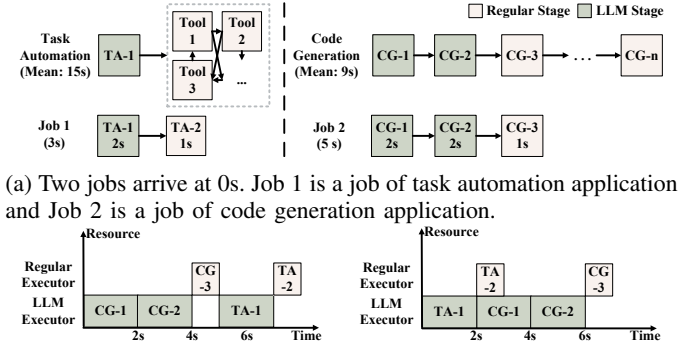 Regular Stage LLM Stage
Task Automation (Mean: 15s)
TA-1
Tool 1
Tool 2
Tool 3
...
Code Generation (Mean: 9s)
CG-1 CG-2 CG-3 ... CG-n
Job 1 (3s)
TA-1 2s
TA-2 1s
Job 2 (5 s)
CG-1 2s
CG-2 2s
CG-3 1s
(a) Two jobs arrive at 0s. Job 1 is a job of task automation application
and Job 2 is a job of code generation application.
Resource
Regular Executor
LLM Executor
CG-3
TA-2
CG-1 CG-2 TA-1
2s 4s 6s Time
Resource
Regular Executor
LLM Executor
TA-2
CG-3
TA-1 CG-1 CG-2
2s 4s 6s Time